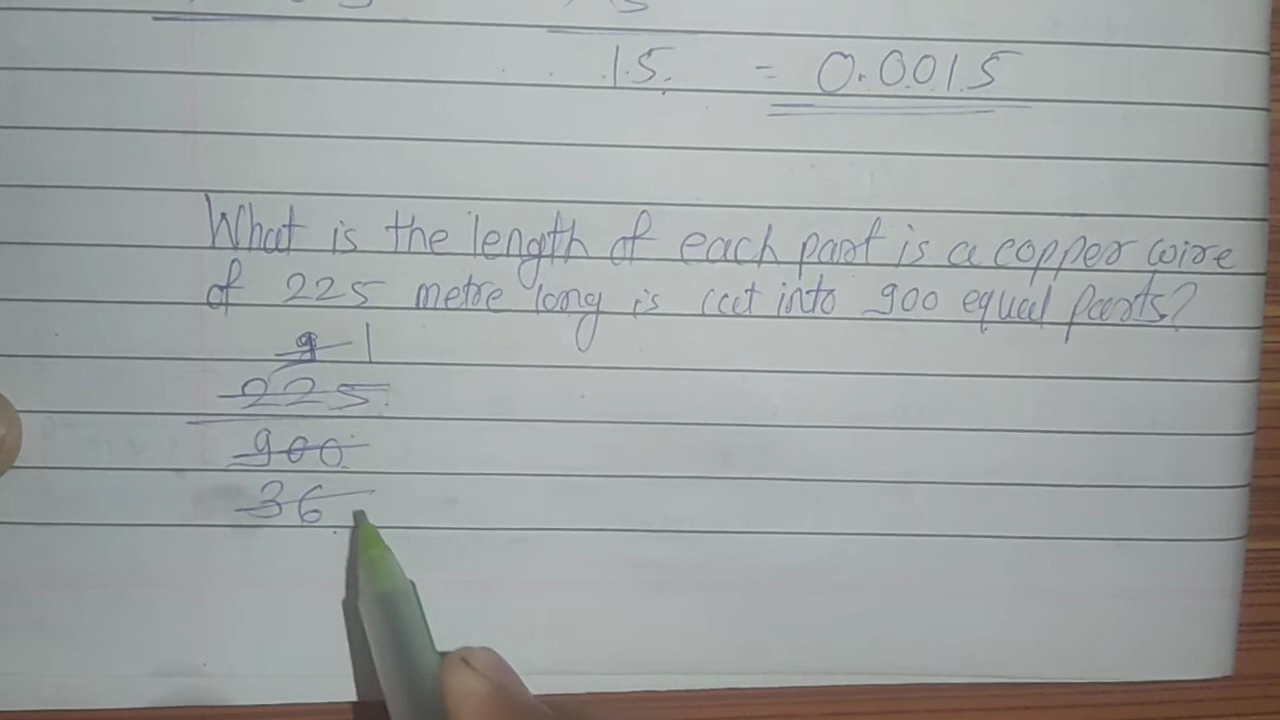 15 = 0.0015
What is the length of each part is a copper wire
of 225 metre long is cut into 900 equal parts?
9 1
225
900
36